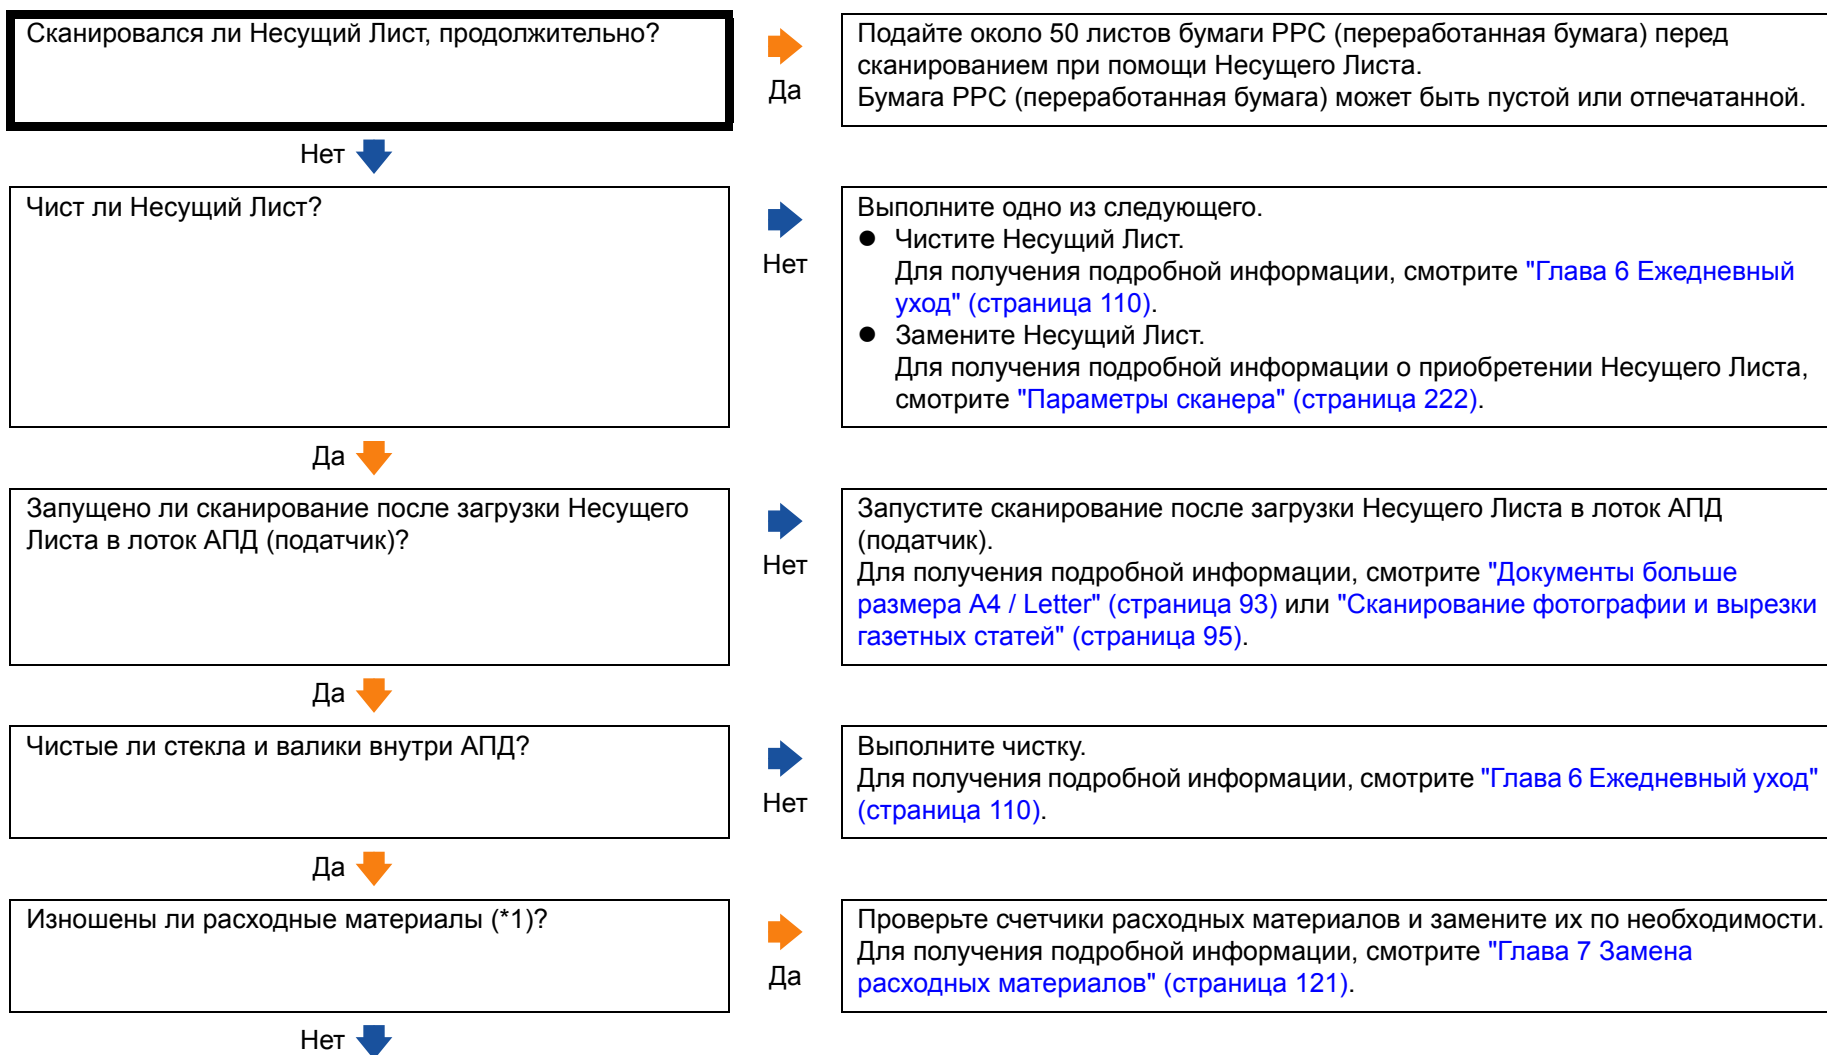 Сканировался ли Несущий Лист, продолжительно?
Да
Подайте около 50 листов бумаги PPC (переработанная бумага) перед
сканированием при помощи Несущего Листа.
Бумага PPC (переработанная бумага) может быть пустой или отпечатанной.
Нет
Чист ли Несущий Лист?
Нет
Выполните одно из следующего.
● Чистите Несущий Лист.
Для получения подробной информации, смотрите "Глава 6 Ежедневный
уход" (страница 110).
● Замените Несущий Лист.
Для получения подробной информации о приобретении Несущего Листа,
смотрите "Параметры сканера" (страница 222).
Да
Запущено ли сканирование после загрузки Несущего
Листа в лоток АПД (податчик)?
Нет
Запустите сканирование после загрузки Несущего Листа в лоток АПД
(податчик).
Для получения подробной информации, смотрите "Документы больше
размера A4 / Letter" (страница 93) или "Сканирование фотографии и вырезки
газетных статей" (страница 95).
Да
Чистые ли стекла и валики внутри АПД?
Нет
Выполните чистку.
Для получения подробной информации, смотрите "Глава 6 Ежедневный уход"
(страница 110).
Да
Изношены ли расходные материалы (*1)?
Да
Проверьте счетчики расходных материалов и замените их по необходимости.
Для получения подробной информации, смотрите "Глава 7 Замена
расходных материалов" (страница 121).
Нет